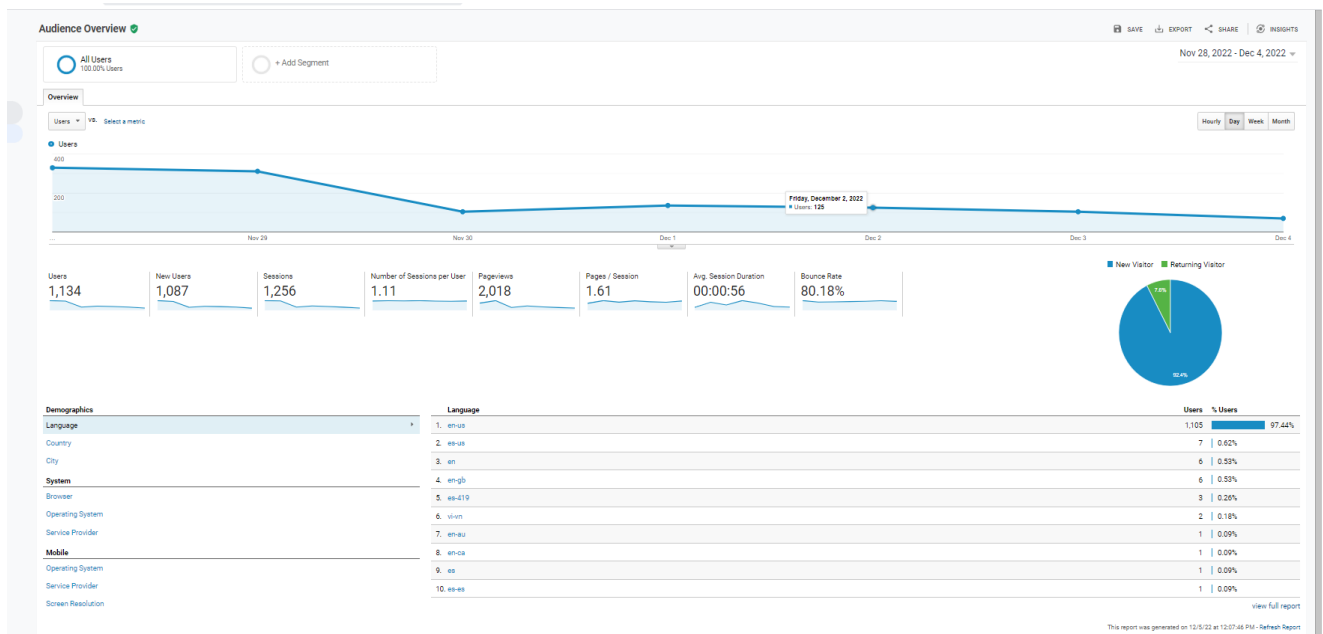 Audience Overview
SAVE EXPORT SHARE INSIGHTS
All Users
100.00% Users
+ Add Segment
Nov 28, 2022 - Dec 4, 2022
Overview
Users VS. Select a metric
Hourly Day Week Month
Users
400
200
Friday, December 2, 2022
Users: 125
... Nov 29 Nov 30 Dec 1 Dec 2 Dec 3 Dec 4
New Visitor Returning Visitor
Users
1,134
New Users
1,087
Sessions
1,256
Number of Sessions per User
1.11
Pageviews
2,018
Pages / Session
1.61
Avg. Session Duration
00:00:56
Bounce Rate
80.18%
7.6%
92.4%
Demographics
Language
Country
City
System
Browser
Operating System
Service Provider
Mobile
Operating System
Service Provider
Screen Resolution
Language Users % Users
1. en-us 1,105 97.44%
2. es-us 7 0.62%
3. en 6 0.53%
4. en-gb 6 0.53%
5. es-419 3 0.26%
6. vi-vn 2 0.18%
7. en-au 1 0.09%
8. en-ca 1 0.09%
9. es 1 0.09%
10. es-es 1 0.09%
view full report
This report was generated on 12/5/22 at 12:07:46 PM - Refresh Report